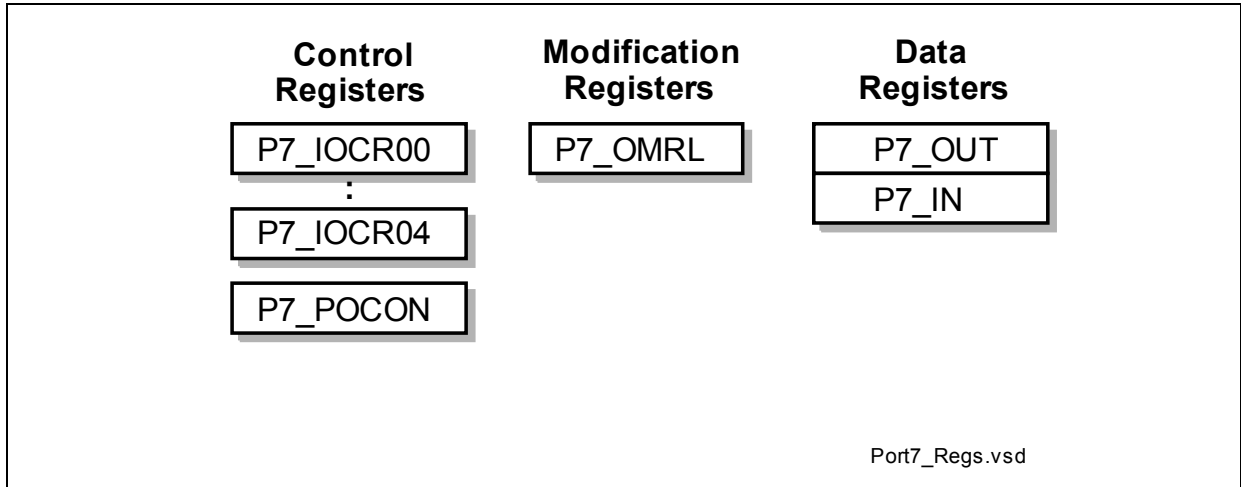 Control
Registers
P7_IOCR00
:
P7_IOCR04
P7_POCON
Modification
Registers
P7_OMRL
Data
Registers
P7_OUT
P7_IN
Port7_Regs.vsd